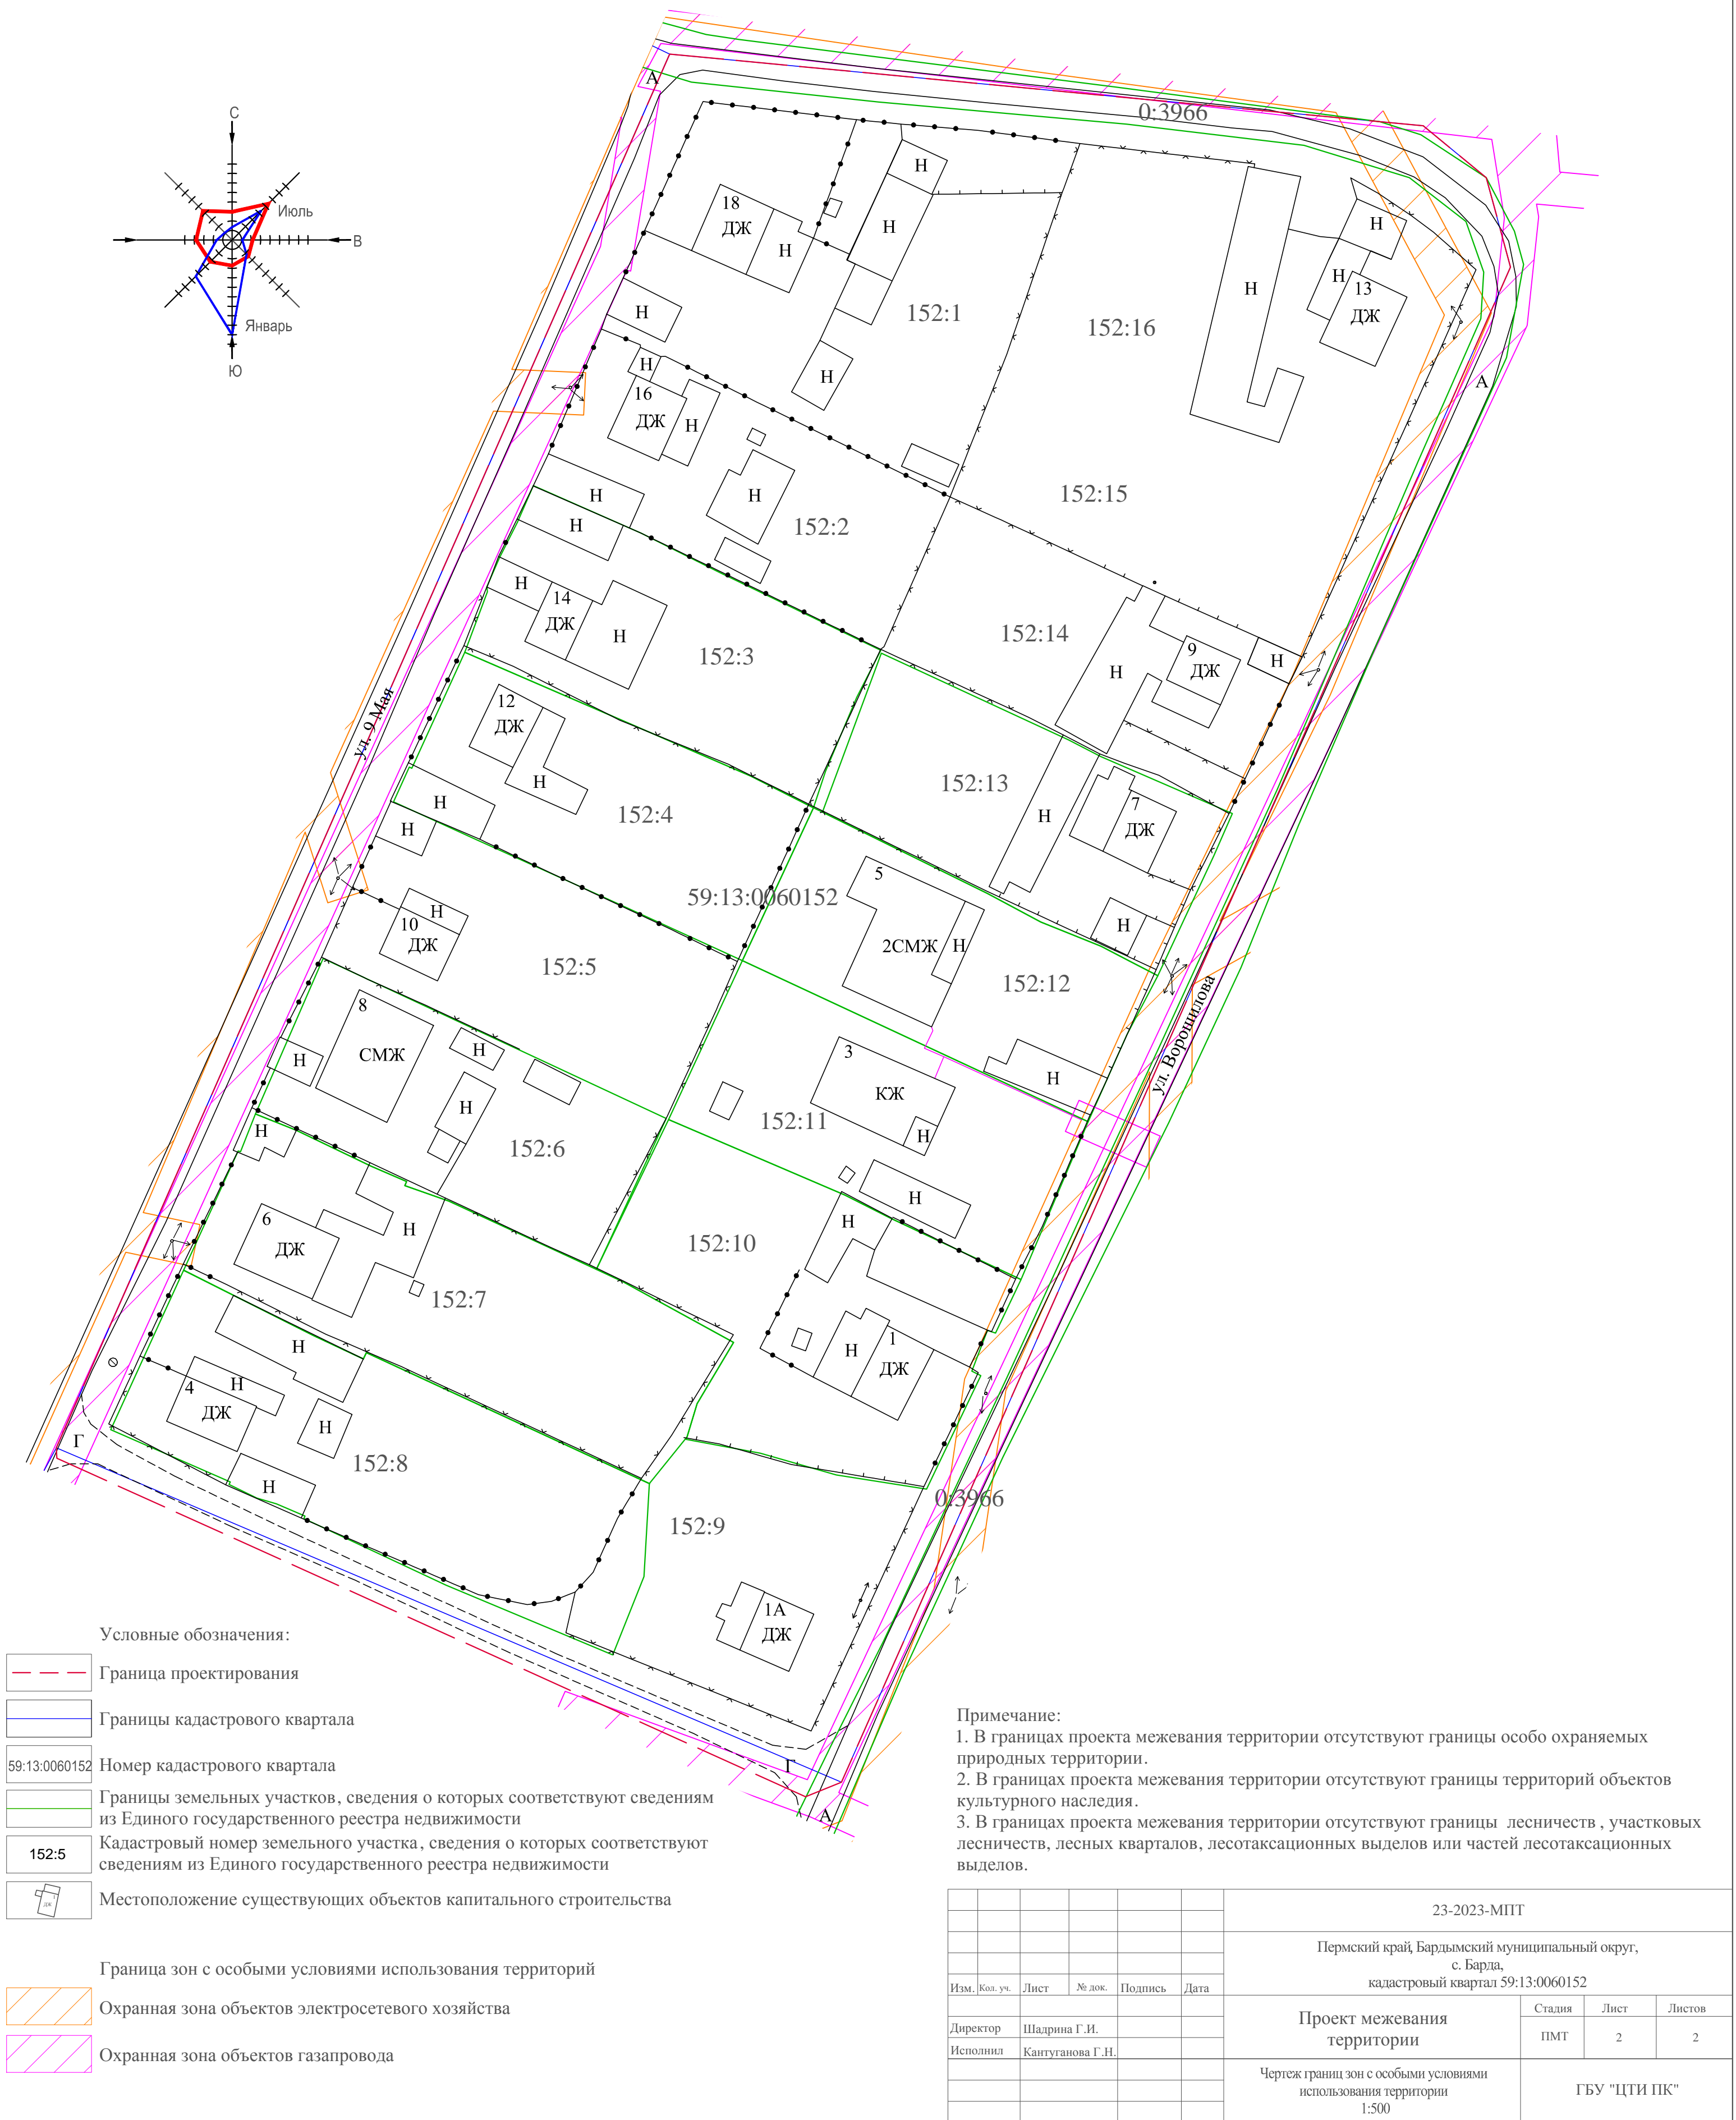 А
0:3966
С
Июль
В
Январь
Ю
18
ДЖ
Н
Н
Н
Н
152:1
152:16
Н
Н
Н
13
ДЖ
А
Н
Н
16
ДЖ
Н
Н
152:2
152:15
Н
Н
Н
14
ДЖ
Н
152:3
152:14
Н
9
ДЖ
Н
ул. 9 Мая
12
ДЖ
Н
Н
152:4
152:13
Н
7
ДЖ
Н
59:13:0060152
5
2СМЖ
Н
Н
Н
10
ДЖ
152:5
152:12
ул. Ворошилова
8
СМЖ
Н
Н
Н
3
КЖ
Н
Н
152:11
152:6
Н
Н
6
ДЖ
Н
Н
152:10
152:7
Н
Н
1
ДЖ
Н
4
ДЖ
Н
Г
152:8
Н
0:3966
152:9
1А
ДЖ
Г
А
Условные обозначения:
Граница проектирования
Границы кадастрового квартала
59:13:0060152 Номер кадастрового квартала
Границы земельных участков, сведения о которых соответствуют сведениям
из Единого государственного реестра недвижимости
152:5
Кадастровый номер земельного участка, сведения о которых соответствуют
сведениям из Единого государственного реестра недвижимости
ДЖ
Местоположение существующих объектов капитального строительства
Граница зон с особыми условиями использования территорий
Охранная зона объектов электросетевого хозяйства
Охранная зона объектов газопровода
Примечание:
1. В границах проекта межевания территории отсутствуют границы особо охраняемых
природных территории.
2. В границах проекта межевания территории отсутствуют границы территорий объектов
культурного наследия.
3. В границах проекта межевания территории отсутствуют границы лесничеств , участковых
лесничеств, лесных кварталов, лесотаксационных выделов или частей лесотаксационных
выделов.
23-2023-МПТ
Пермский край, Бардымский муниципальный округ,
с. Барда,
кадастровый квартал 59:13:0060152
Изм. Кол. уч. Лист № док. Подпись Дата
Директор Шадрина Г.И.
Исполнил Кантуганова Г.Н.
Проект межевания
территории
Стадия Лист Листов
ПМТ 2 2
Чертеж границ зон с особыми условиями
использования территории
1:500
ГБУ "ЦТИ ПК"